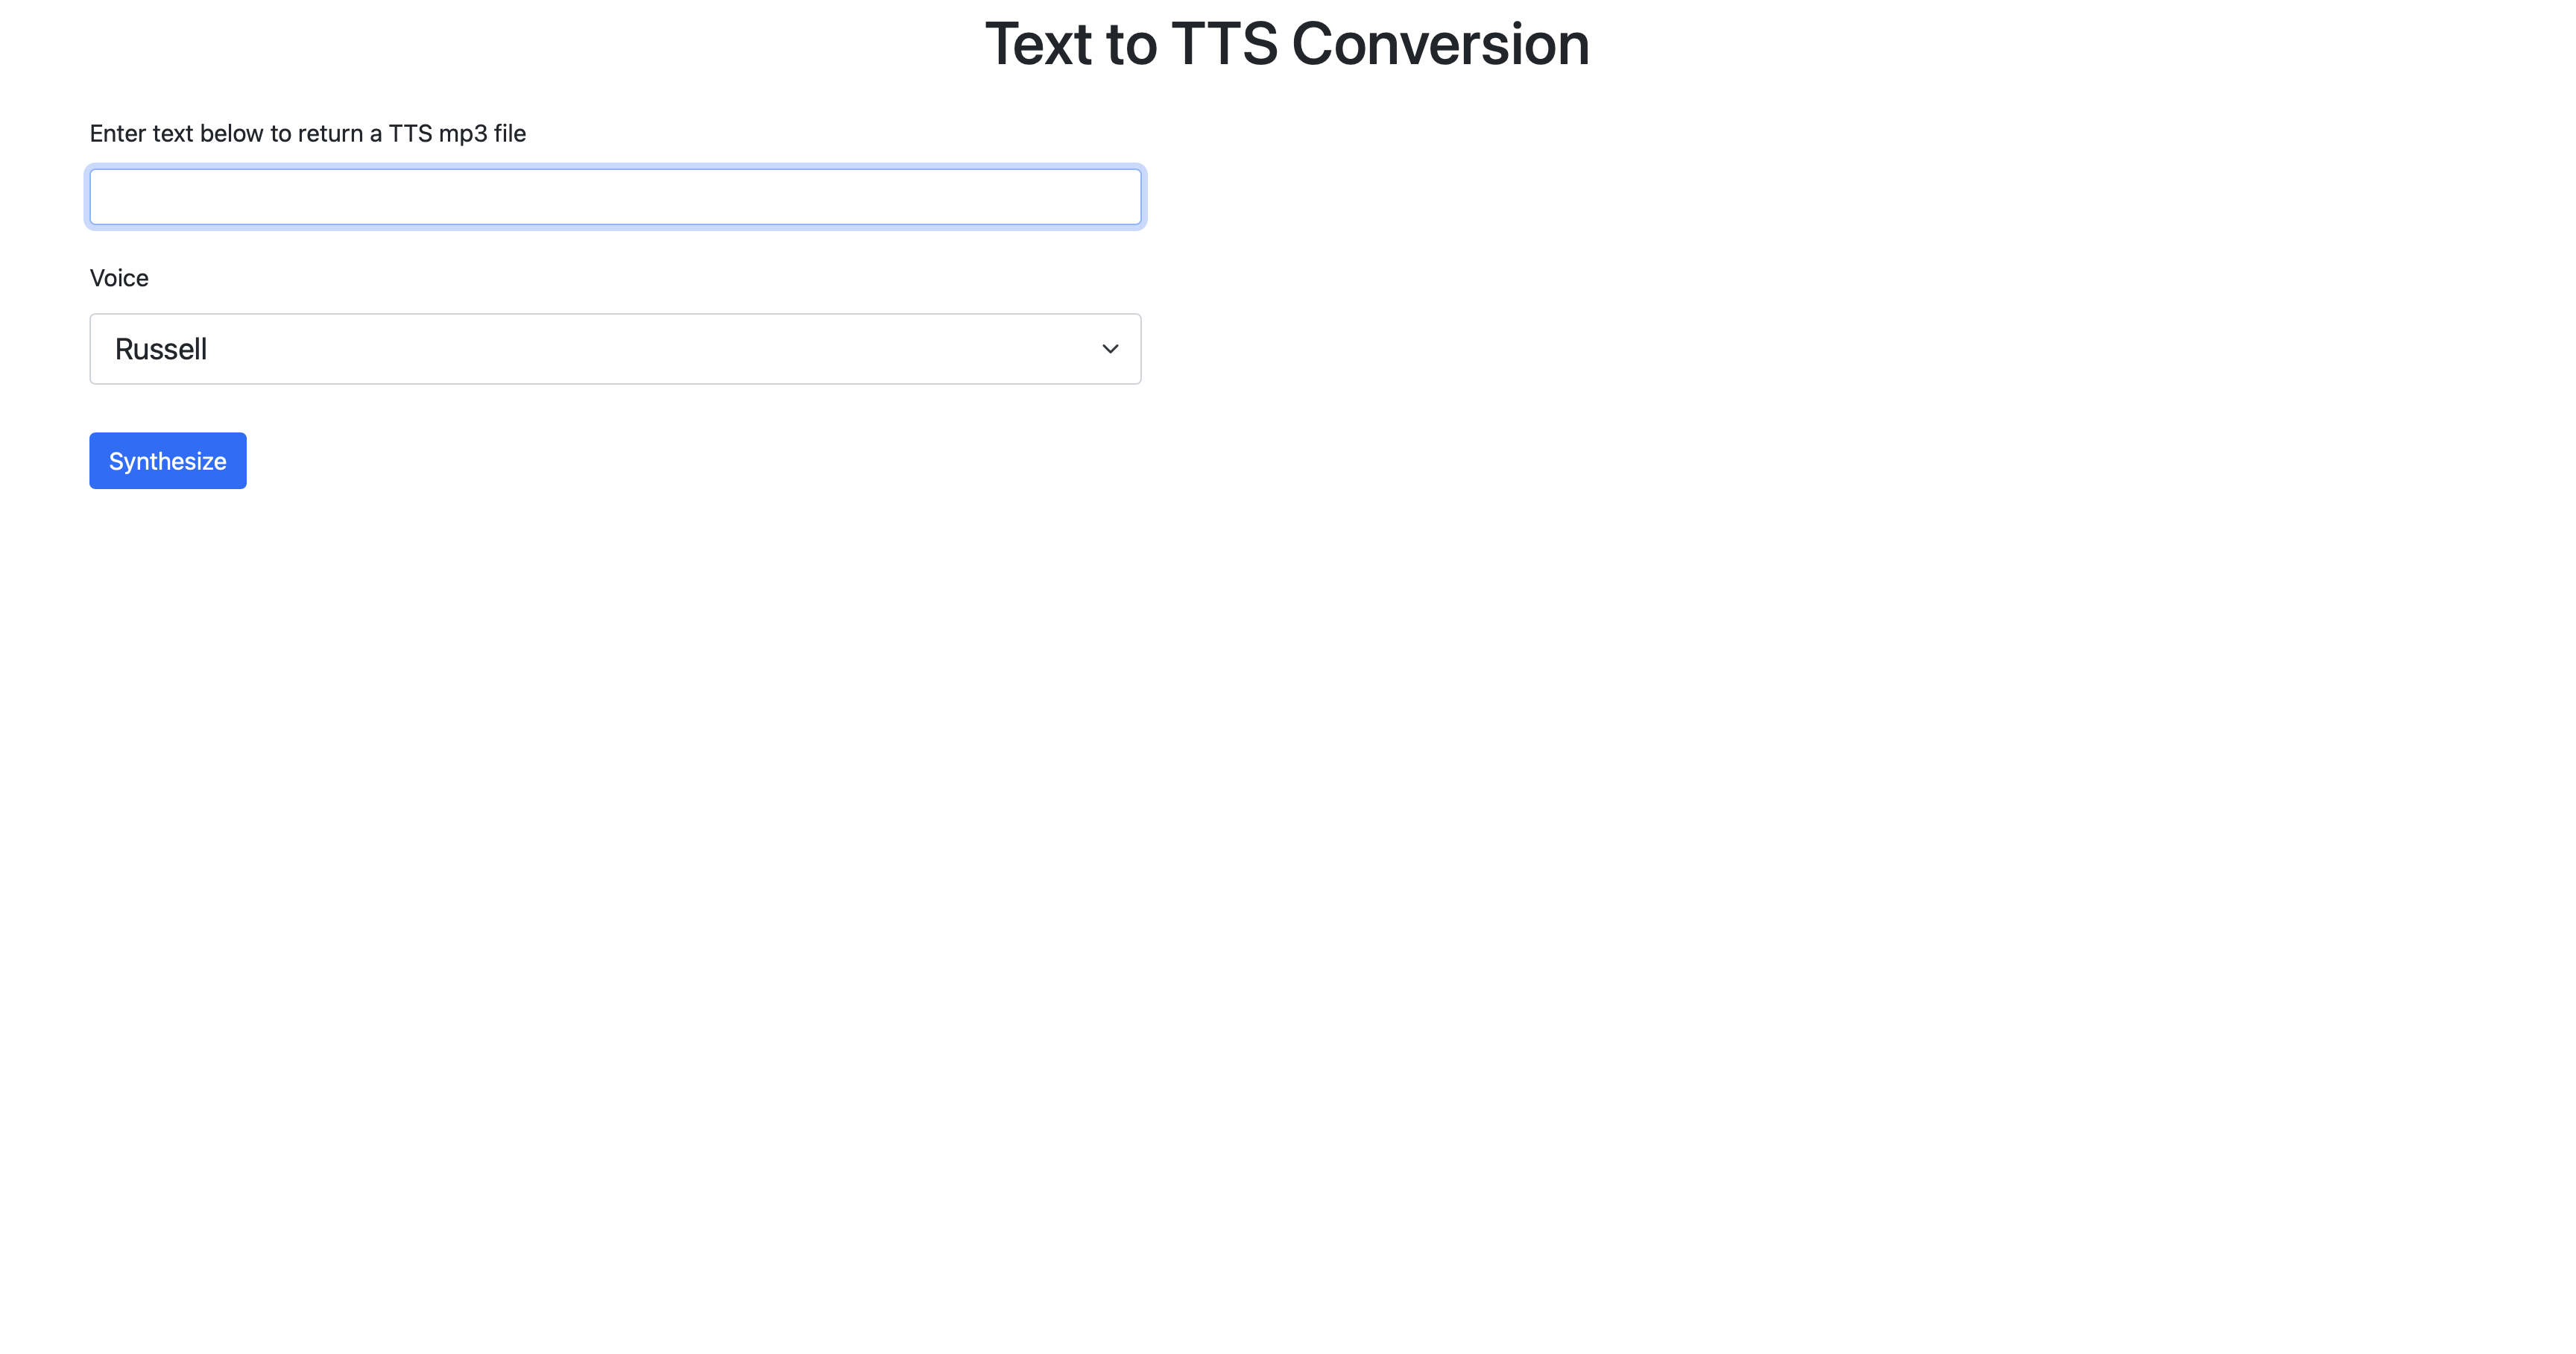 Text to TTS Conversion
Enter text below to return a TTS mp3 file
Voice
Russell
Synthesize